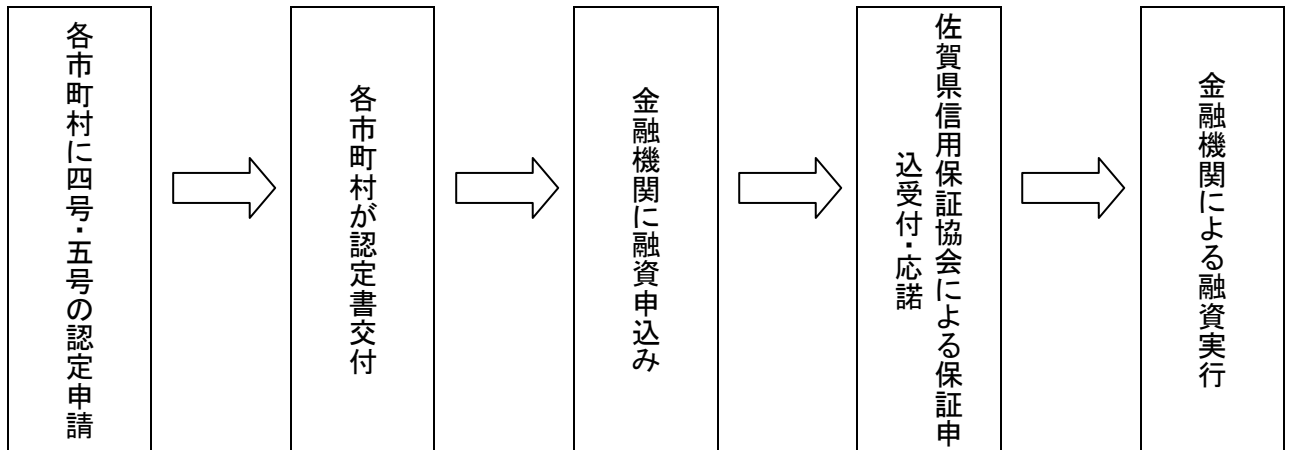 各市町村に四号・五号の認定申請
各市町村が認定書交付
金融機関に融資申込み
佐賀県信用保証協会による保証申
込受付・応諾
金融機関による融資実行